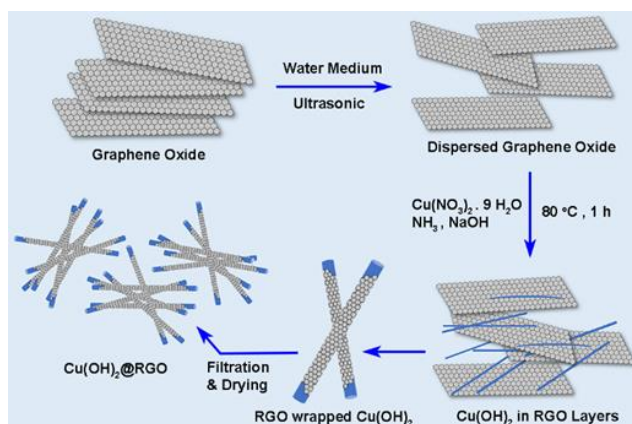 Water Medium
Ultrasonic
Graphene Oxide
Dispersed Graphene Oxide
Cu(NO3)2 . 9 H2O
NH3 , NaOH
80 °C , 1 h
Cu(OH)2@RGO
Filtration
& Drying
RGO wrapped Cu(OH)2
Cu(OH)2 in RGO Layers